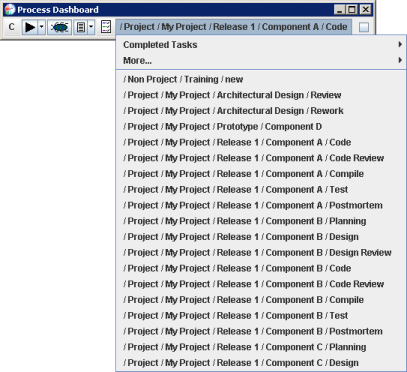 Process Dashboard
C
/ Project / My Project / Release 1 / Component A / Code
Completed Tasks
More...
/ Non Project / Training / new
/ Project / My Project / Architectural Design / Review
/ Project / My Project / Architectural Design / Rework
/ Project / My Project / Prototype / Component D
/ Project / My Project / Release 1 / Component A / Code
/ Project / My Project / Release 1 / Component A / Code Review
/ Project / My Project / Release 1 / Component A / Compile
/ Project / My Project / Release 1 / Component A / Test
/ Project / My Project / Release 1 / Component A / Postmortem
/ Project / My Project / Release 1 / Component B / Planning
/ Project / My Project / Release 1 / Component B / Design
/ Project / My Project / Release 1 / Component B / Design Review
/ Project / My Project / Release 1 / Component B / Code
/ Project / My Project / Release 1 / Component B / Code Review
/ Project / My Project / Release 1 / Component B / Compile
/ Project / My Project / Release 1 / Component B / Test
/ Project / My Project / Release 1 / Component B / Postmortem
/ Project / My Project / Release 1 / Component C / Planning
/ Project / My Project / Release 1 / Component C / Design